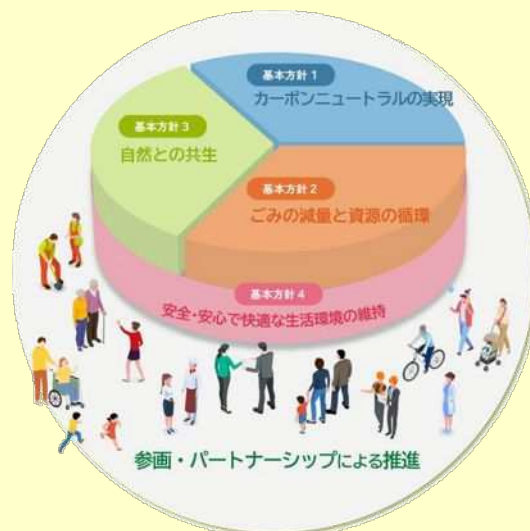 基本方針1
カーボンニュートラルの実現
基本方針3
自然との共生
基本方針2
ごみの減量と資源の循環
基本方針4
安全・安心で快適な生活環境の維持
参画・パートナーシップによる推進